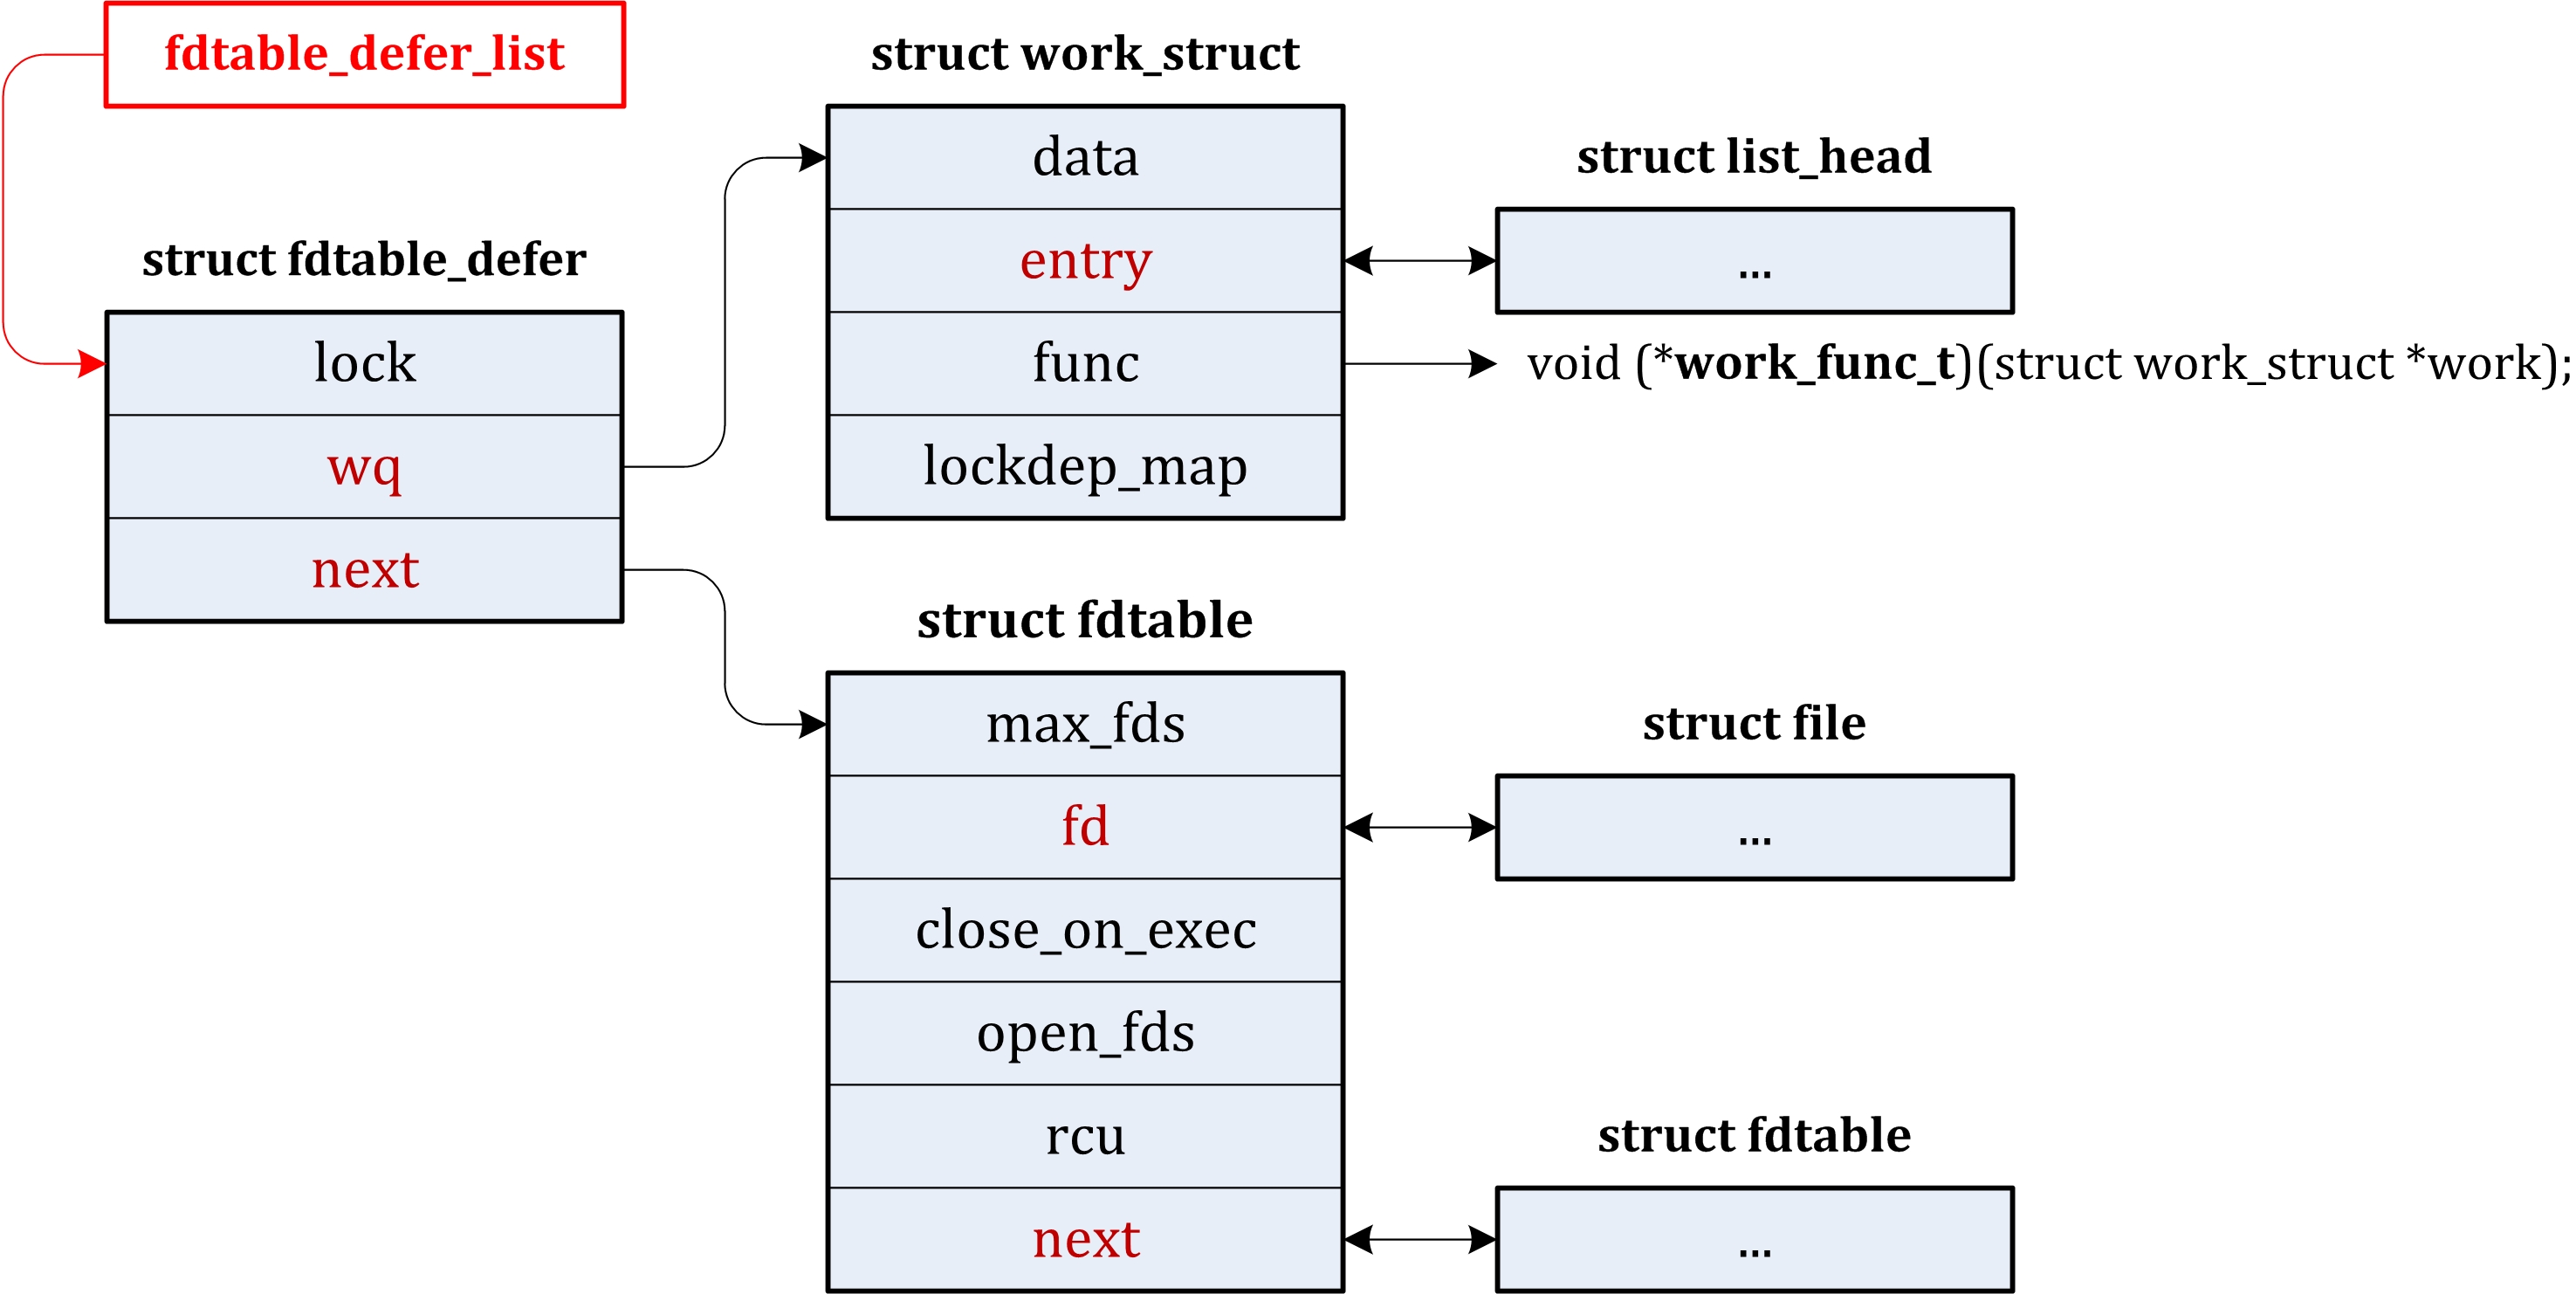 fdtable_defer_list
struct fdtable_defer
lock
wq
next
struct work_struct
data
entry
func
lockdep_map
struct list_head
...
void (*work_func_t)(struct work_struct *work);
struct fdtable
max_fds
fd
close_on_exec
open_fds
rcu
next
struct file
...
struct fdtable
...